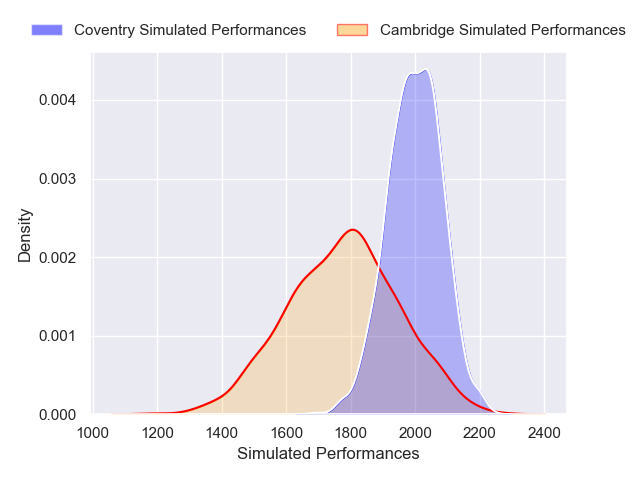 Coventry Simulated Performances Cambridge Simulated Performances
0.004
0.003
0.002
0.001
0.000
Density
1000 1200 1400 1600 1800 2000 2200 2400
Simulated Performances